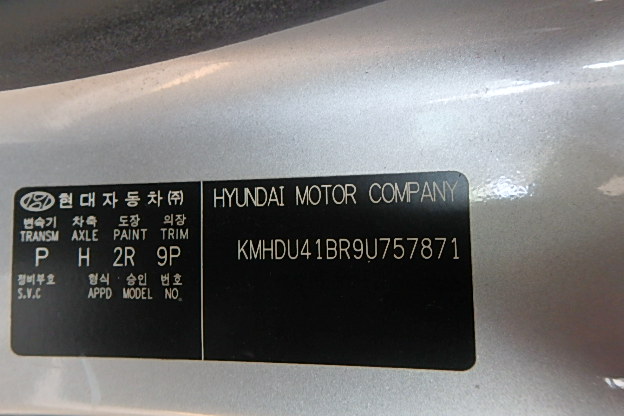 현대자동차㈜
변속기 차축 도장 의장
TRANSM AXLE PAINT TRIM
P H 2R 9P
정비부호 형식 승인 번호
S.V.C APPD MODEL NO.
HYUNDAI MOTOR COMPANY
KMHDU41BR9U757871